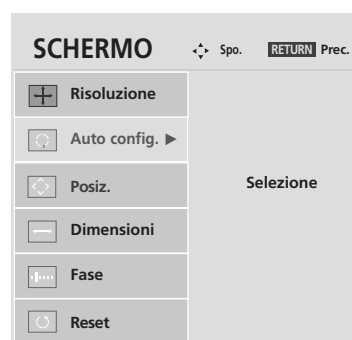 SCHERMO Spo. RETURN Prec.
Risoluzione
Auto config. ►
Posiz.
Selezione
Dimensioni
Fase
Reset